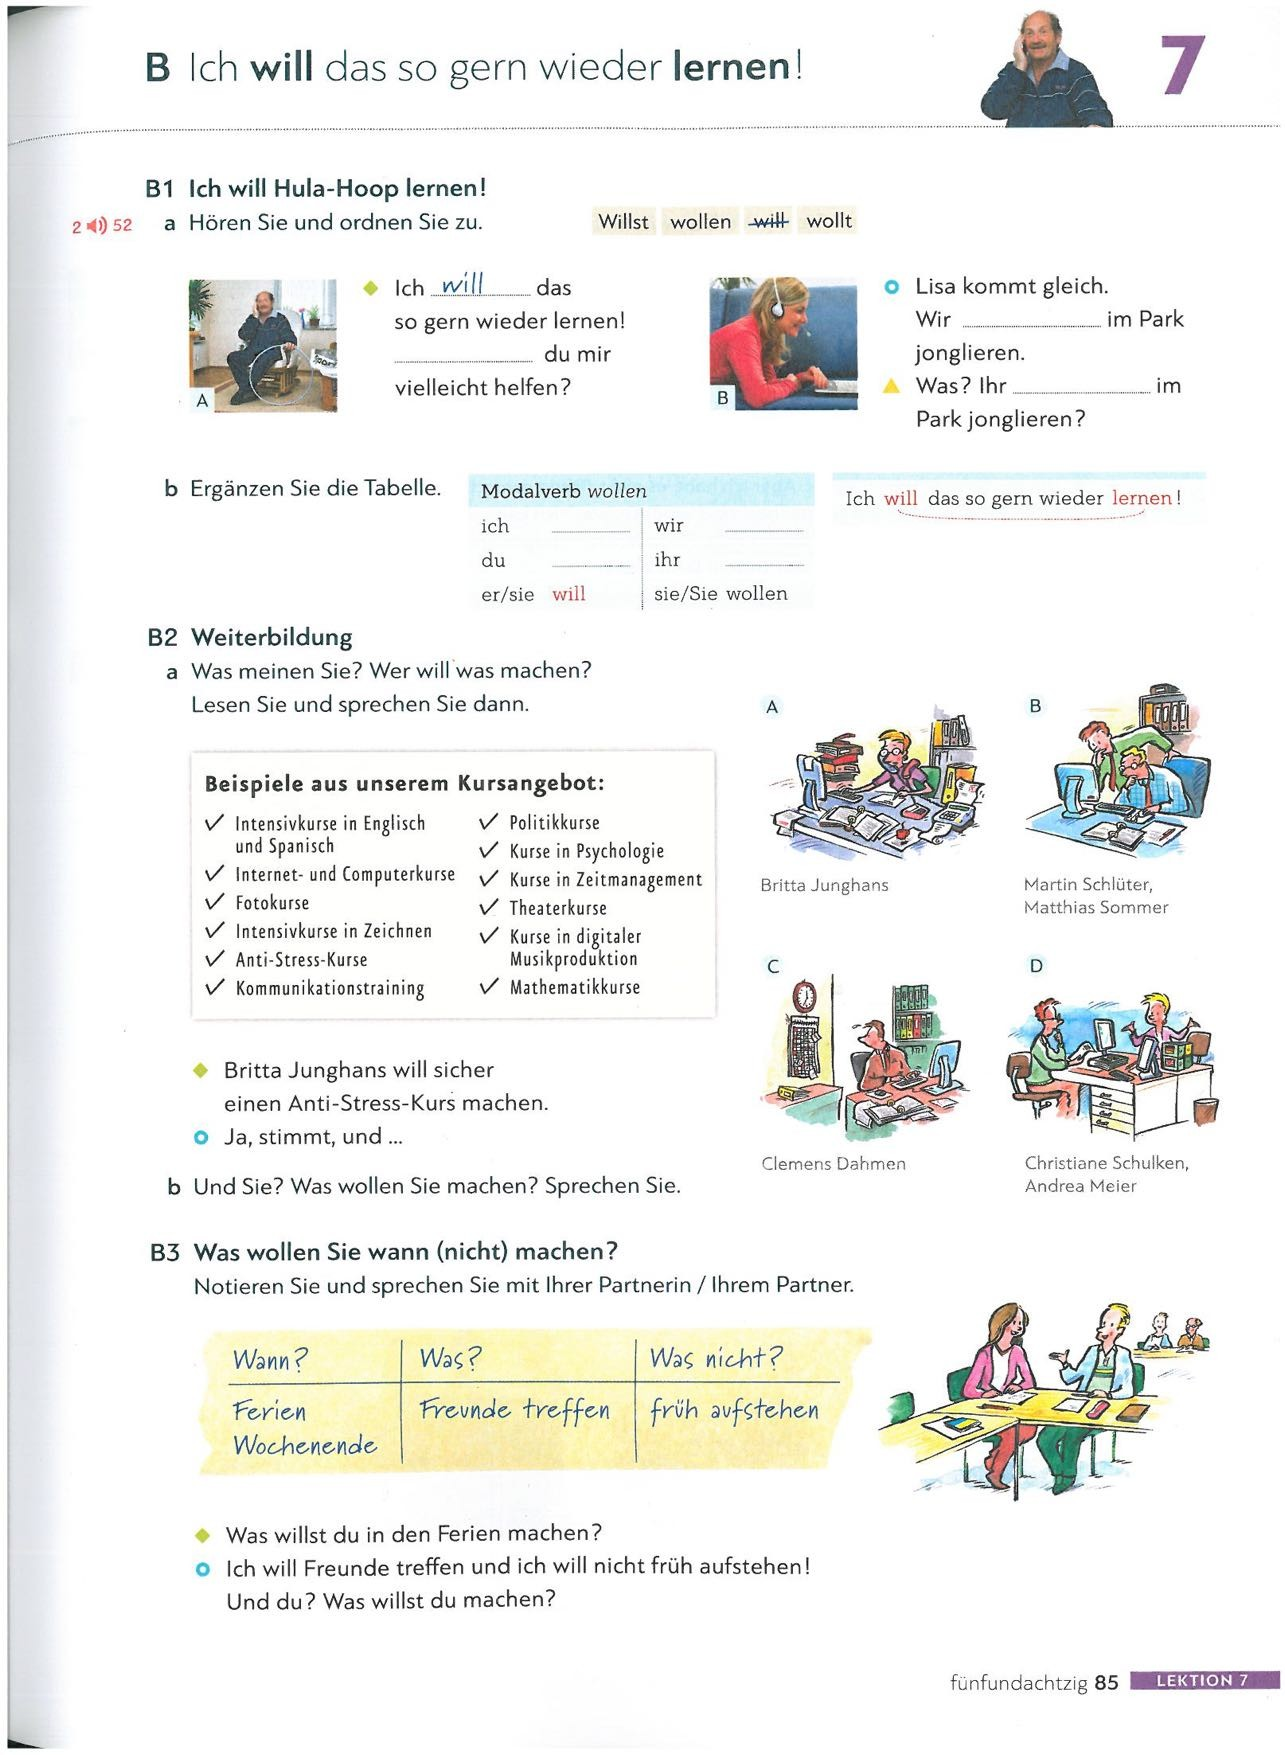 B Ich will das so gern wieder lernen!
7
B1 Ich will Hula-Hoop lernen!
2 52 a Hören Sie und ordnen Sie zu.
Willst wollen will wollt
A
◆ Ich will das
so gern wieder lernen!
du mir
vielleicht helfen?
B
Lisa kommt gleich.
Wir im Park
jonglieren.
▲ Was? Ihr im
Park jonglieren?
b Ergänzen Sie die Tabelle.
Modalverb wollen
ich wir
du ihr
er/sie will sie/Sie wollen
Ich will das so gern wieder lernen!
B2 Weiterbildung
a Was meinen Sie? Wer will was machen?
Lesen Sie und sprechen Sie dann.
Beispiele aus unserem Kursangebot:
✓ Intensivkurse in Englisch
und Spanisch
✓ Internet- und Computerkurse
✓ Fotokurse
✓ Intensivkurse in Zeichnen
✓ Anti-Stress-Kurse
✓ Kommunikationstraining
✓ Politikkurse
✓ Kurse in Psychologie
✓ Kurse in Zeitmanagement
✓ Theaterkurse
✓ Kurse in digitaler
Musikproduktion
✓ Mathematikkurse
A
Britta Junghans
B
Martin Schlüter,
Matthias Sommer
C
Clemens Dahmen
D
Christiane Schulken,
Andrea Meier
◆ Britta Junghans will sicher
einen Anti-Stress-Kurs machen.
Ja, stimmt, und ...
b Und Sie? Was wollen Sie machen? Sprechen Sie.
B3 Was wollen Sie wann (nicht) machen?
Notieren Sie und sprechen Sie mit Ihrer Partnerin / Ihrem Partner.
Wann? Was? Was nicht?
Ferien Freunde treffen früh aufstehen
Wochenende
◆ Was willst du in den Ferien machen?
Ich will Freunde treffen und ich will nicht früh aufstehen!
Und du? Was willst du machen?
fünfundachtzig 85 LEKTION 7